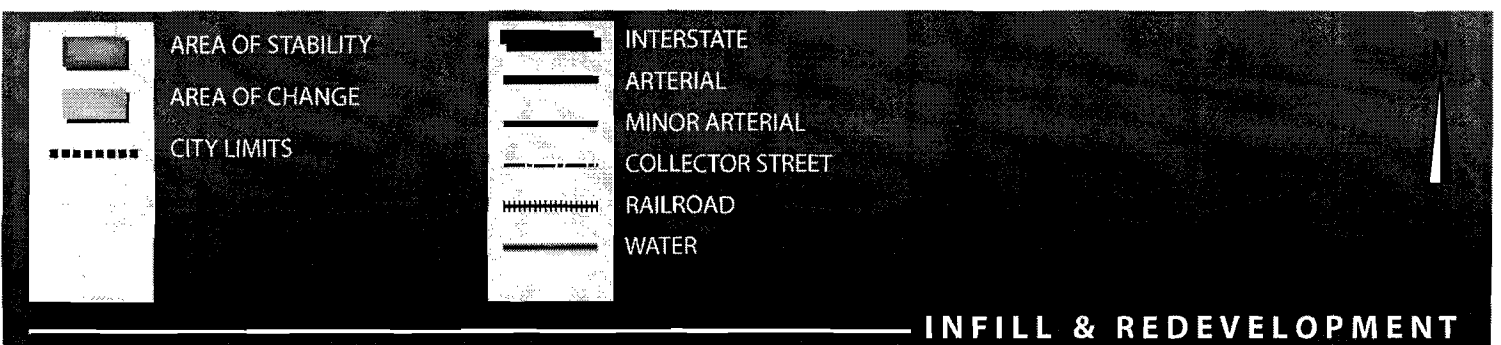 AREA OF STABILITY
AREA OF CHANGE
CITY LIMITS
INTERSTATE
ARTERIAL
MINOR ARTERIAL
COLLECTOR STREET
RAILROAD
WATER
N
INFILL & REDEVELOPMENT